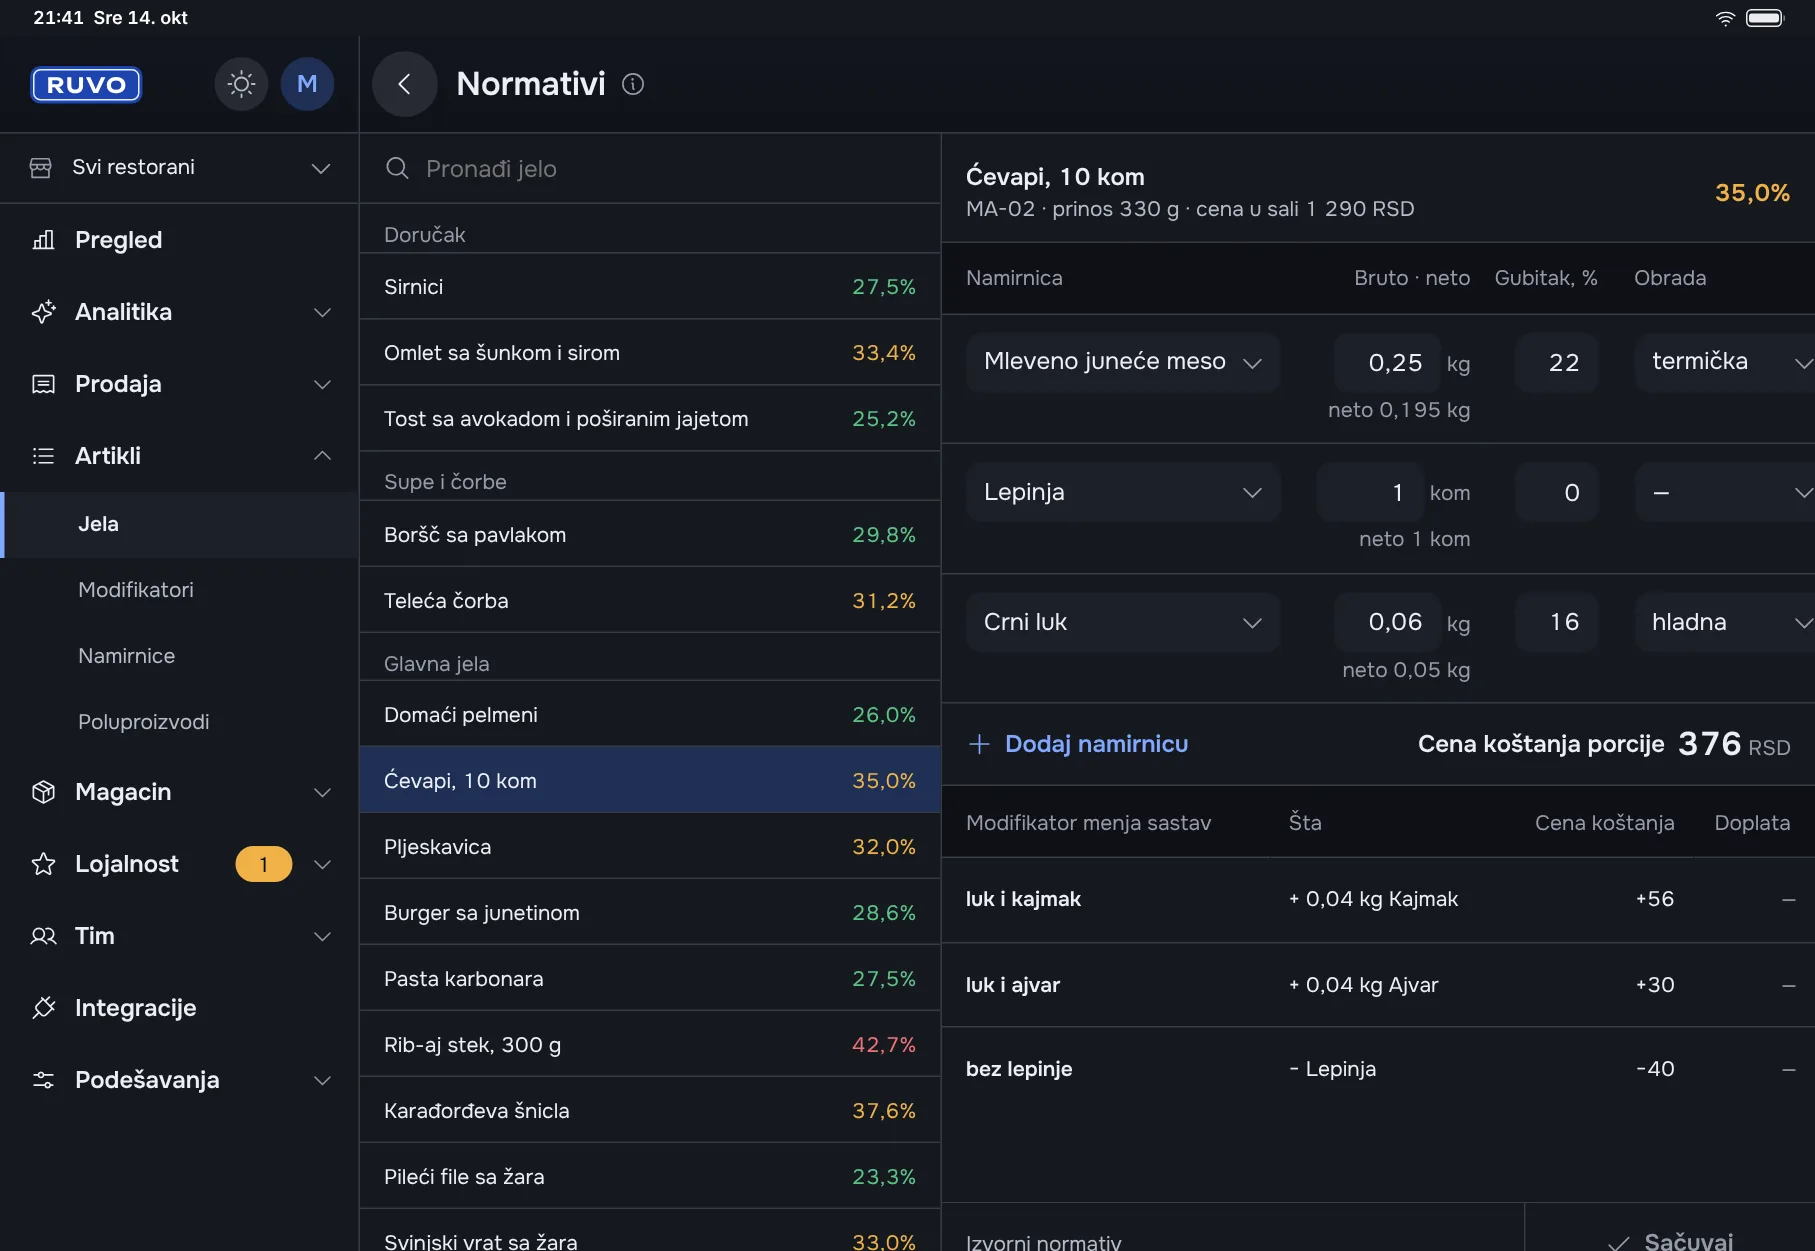 21:41 Sre 14. okt
RUVO
M
Normativi
Svi restorani
Pregled
Analitika
Prodaja
Artikli
Jela
Modifikatori
Namirnice
Poluproizvodi
Magacin
Lojalnost 1
Tim
Integracije
Podešavanja
Pronađi jelo
Doručak
Sirnici 27,5%
Omlet sa šunkom i sirom 33,4%
Tost sa avokadom i poširanim jajetom 25,2%
Supe i čorbe
Boršč sa pavlakom 29,8%
Teleća čorba 31,2%
Glavna jela
Domaći pelmeni 26,0%
Ćevapi, 10 kom 35,0%
Pljeskavica 32,0%
Burger sa junetinom 28,6%
Pasta karbonara 27,5%
Rib-aj stek, 300 g 42,7%
Karađorđeva šnicla 37,6%
Pileći file sa žara 23,3%
Svinjski vrat sa žara 33,0%
Ćevapi, 10 kom
MA-02 · prinos 330 g · cena u sali 1 290 RSD
35,0%
Namirnica Bruto · neto Gubitak, % Obrada
Mleveno juneće meso 0,25 kg 22 termička
neto 0,195 kg
Lepinja 1 kom 0 –
neto 1 kom
Crni luk 0,06 kg 16 hladna
neto 0,05 kg
Dodaj namirnicu Cena koštanja porcije 376 RSD
Modifikator menja sastav Šta Cena koštanja Doplata
luk i kajmak + 0,04 kg Kajmak +56 –
luk i ajvar + 0,04 kg Ajvar +30 –
bez lepinje − Lepinja −40 –
Izvorni normativ Sačuvaj